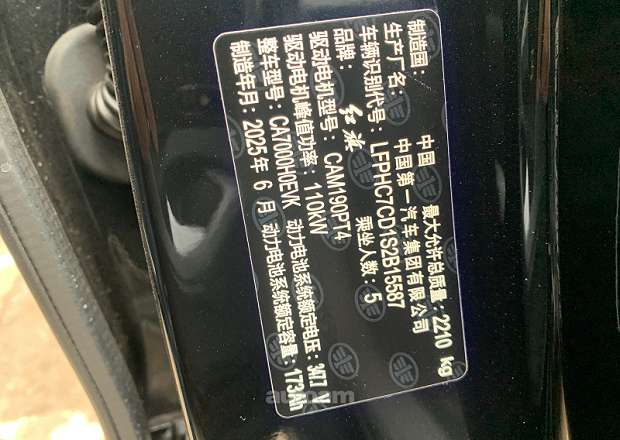 制造国：中国 最大允许总质量：2210 kg
生产厂名：中国第一汽车集团有限公司
车辆识别代号：LFPHC7CD1S2B15587
品牌：红旗 乘坐人数：5
驱动电机型号：CAM190PT4
驱动电机峰值功率：110kW 动力电池系统额定电压：347.7 V
整车型号：CA7000H0EVK 动力电池系统额定容量：173Ah
制造年月：2025年 6 月